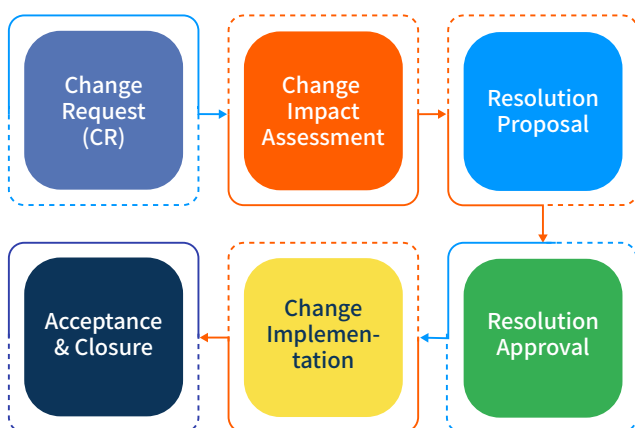 Change
Request
(CR)
Change
Impact
Assessment
Resolution
Proposal
Acceptance
& Closure
Change
Implemen-
tation
Resolution
Approval